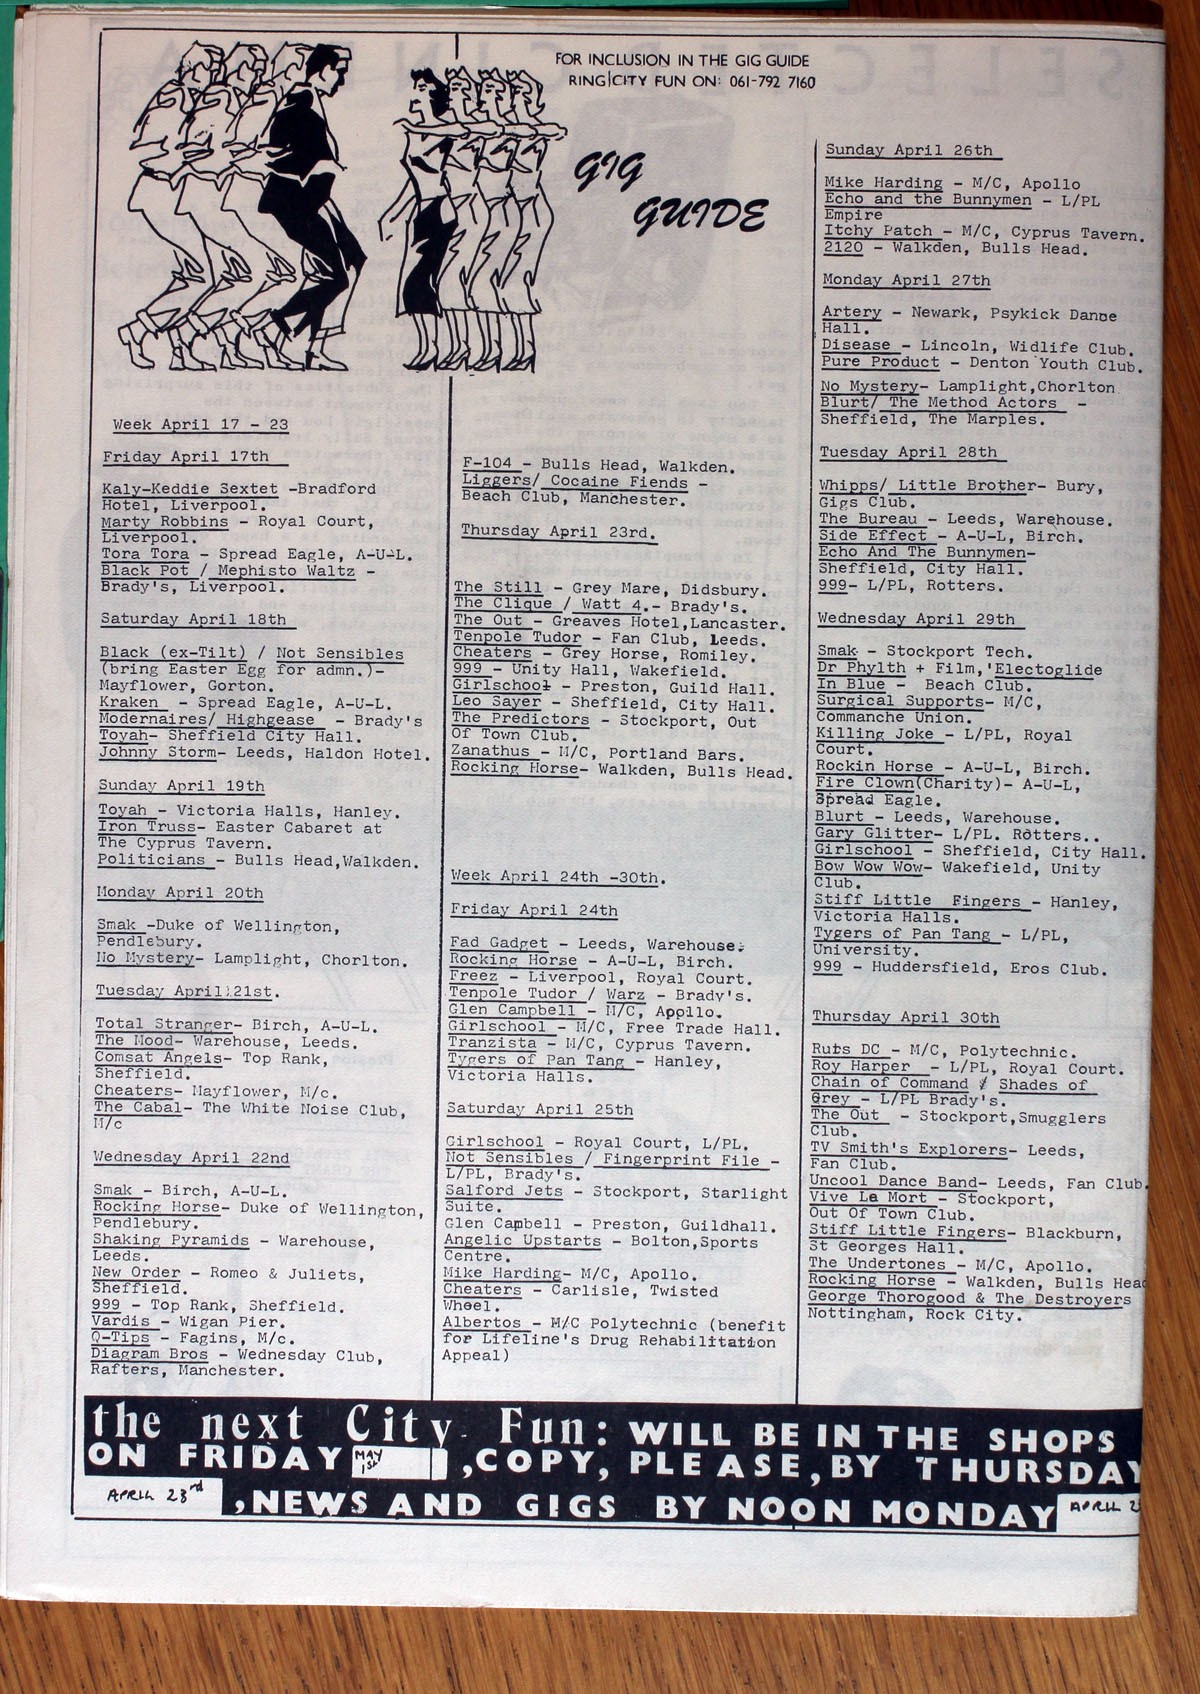 FOR INCLUSION IN THE GIG GUIDE
RING CITY FUN ON: 061-792 7160
GIG
GUIDE
Week April 17 - 23
Friday April 17th
Kaly-Keddie Sextet -Bradford
Hotel, Liverpool.
Marty Robbins - Royal Court,
Liverpool.
Tora Tora - Spread Eagle, A-U-L.
Black Pot / Mephisto Waltz -
Brady's, Liverpool.
Saturday April 18th
Black (ex-Tilt) / Not Sensibles
(bring Easter Egg for admn.)-
Mayflower, Gorton.
Kraken - Spread Eagle, A-U-L.
Modernaires/ Highgease - Brady's
Toyah- Sheffield City Hall.
Johnny Storm- Leeds, Haldon Hotel.
Sunday April 19th
Toyah - Victoria Halls, Hanley.
Iron Truss- Easter Cabaret at
The Cyprus Tavern.
Politicians - Bulls Head,Walkden.
Monday April 20th
Smak -Duke of Wellington,
Pendlebury.
No Mystery- Lamplight, Chorlton.
Tuesday April 21st.
Total Stranger- Birch, A-U-L.
The Mood- Warehouse, Leeds.
Comsat Angels- Top Rank,
Sheffield.
Cheaters- Mayflower, M/c.
The Cabal- The White Noise Club,
M/c
Wednesday April 22nd
Smak - Birch, A-U-L.
Rocking Horse- Duke of Wellington,
Pendlebury.
Shaking Pyramids - Warehouse,
Leeds.
New Order - Romeo & Juliets,
Sheffield.
999 - Top Rank, Sheffield.
Vardis - Wigan Pier.
Q-Tips - Fagins, M/c.
Diagram Bros - Wednesday Club,
Rafters, Manchester.
F-104 - Bulls Head, Walkden.
Liggers/ Cocaine Fiends -
Beach Club, Manchester.
Thursday April 23rd.
The Still - Grey Mare, Didsbury.
The Clique / Watt 4.- Brady's.
The Out - Greaves Hotel,Lancaster.
Tenpole Tudor - Fan Club, Leeds.
Cheaters - Grey Horse, Romiley.
999 - Unity Hall, Wakefield.
Girlschool - Preston, Guild Hall.
Leo Sayer - Sheffield, City Hall.
The Predictors - Stockport, Out
Of Town Club.
Zanathus - M/C, Portland Bars.
Rocking Horse- Walkden, Bulls Head.
Week April 24th -30th.
Friday April 24th
Fad Gadget - Leeds, Warehouse.
Rocking Horse - A-U-L, Birch.
Freez - Liverpool, Royal Court.
Tenpole Tudor / Warz - Brady's.
Glen Campbell - M/C, Appllo.
Girlschool - M/C, Free Trade Hall.
Tranzista - M/C, Cyprus Tavern.
Tygers of Pan Tang - Hanley,
Victoria Halls.
Saturday April 25th
Girlschool - Royal Court, L/PL.
Not Sensibles / Fingerprint File -
L/PL, Brady's.
Salford Jets - Stockport, Starlight
Suite.
Glen Campbell - Preston, Guildhall.
Angelic Upstarts - Bolton,Sports
Centre.
Mike Harding- M/C, Apollo.
Cheaters - Carlisle, Twisted
Wheel.
Albertos - M/C Polytechnic (benefit
for Lifeline's Drug Rehabilitation
Appeal)
Sunday April 26th
Mike Harding - M/C, Apollo
Echo and the Bunnymen - L/PL
Empire
Itchy Patch - M/C, Cyprus Tavern.
2120 - Walkden, Bulls Head.
Monday April 27th
Artery - Newark, Psykick Dance
Hall.
Disease - Lincoln, Widlife Club.
Pure Product - Denton Youth Club.
No Mystery- Lamplight,Chorlton
Blurt/ The Method Actors -
Sheffield, The Marples.
Tuesday April 28th
Whipps/ Little Brother- Bury,
Gigs Club.
The Bureau - Leeds, Warehouse.
Side Effect - A-U-L, Birch.
Echo And The Bunnymen-
Sheffield, City Hall.
999- L/PL, Rotters.
Wednesday April 29th
Smak - Stockport Tech.
Dr Phylth + Film,'Electoglide
In Blue - Beach Club.
Surgical Supports- M/C,
Commanche Union.
Killing Joke - L/PL, Royal
Court.
Rockin Horse - A-U-L, Birch.
Fire Clown(Charity)- A-U-L,
Spread Eagle.
Blurt - Leeds, Warehouse.
Gary Glitter- L/PL. Rotters..
Girlschool - Sheffield, City Hall.
Bow Wow Wow- Wakefield, Unity
Club.
Stiff Little Fingers - Hanley,
Victoria Halls.
Tygers of Pan Tang - L/PL,
University.
999 - Huddersfield, Eros Club.
Thursday April 30th
Ruts DC - M/C, Polytechnic.
Roy Harper - L/PL, Royal Court.
Chain of Command / Shades of
Grey - L/PL Brady's.
The Out - Stockport,Smugglers
Club.
TV Smith's Explorers- Leeds,
Fan Club.
Uncool Dance Band- Leeds, Fan Club.
Vive Le Mort - Stockport,
Out Of Town Club.
Stiff Little Fingers- Blackburn,
St Georges Hall.
The Undertones - M/C, Apollo.
Rocking Horse - Walkden, Bulls Head
George Thorogood & The Destroyers
Nottingham, Rock City.
the next City Fun: WILL BE IN THE SHOPS
ON FRIDAY MAY 1st ,COPY, PLEASE, BY THURSDAY
APRIL 23rd ,NEWS AND GIGS BY NOON MONDAY APRIL